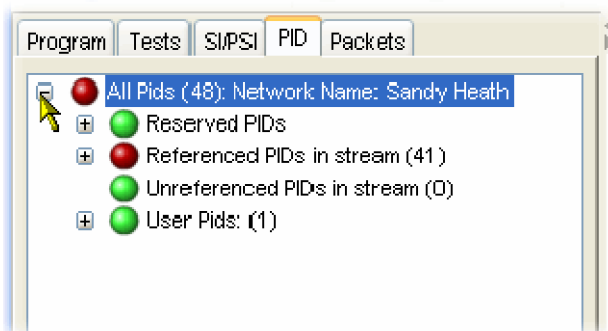 Program Tests SI/PSI PID Packets
All Pids (48): Network Name: Sandy Heath
Reserved PIDs
Referenced PIDs in stream (41)
Unreferenced PIDs in stream (0)
User Pids: (1)